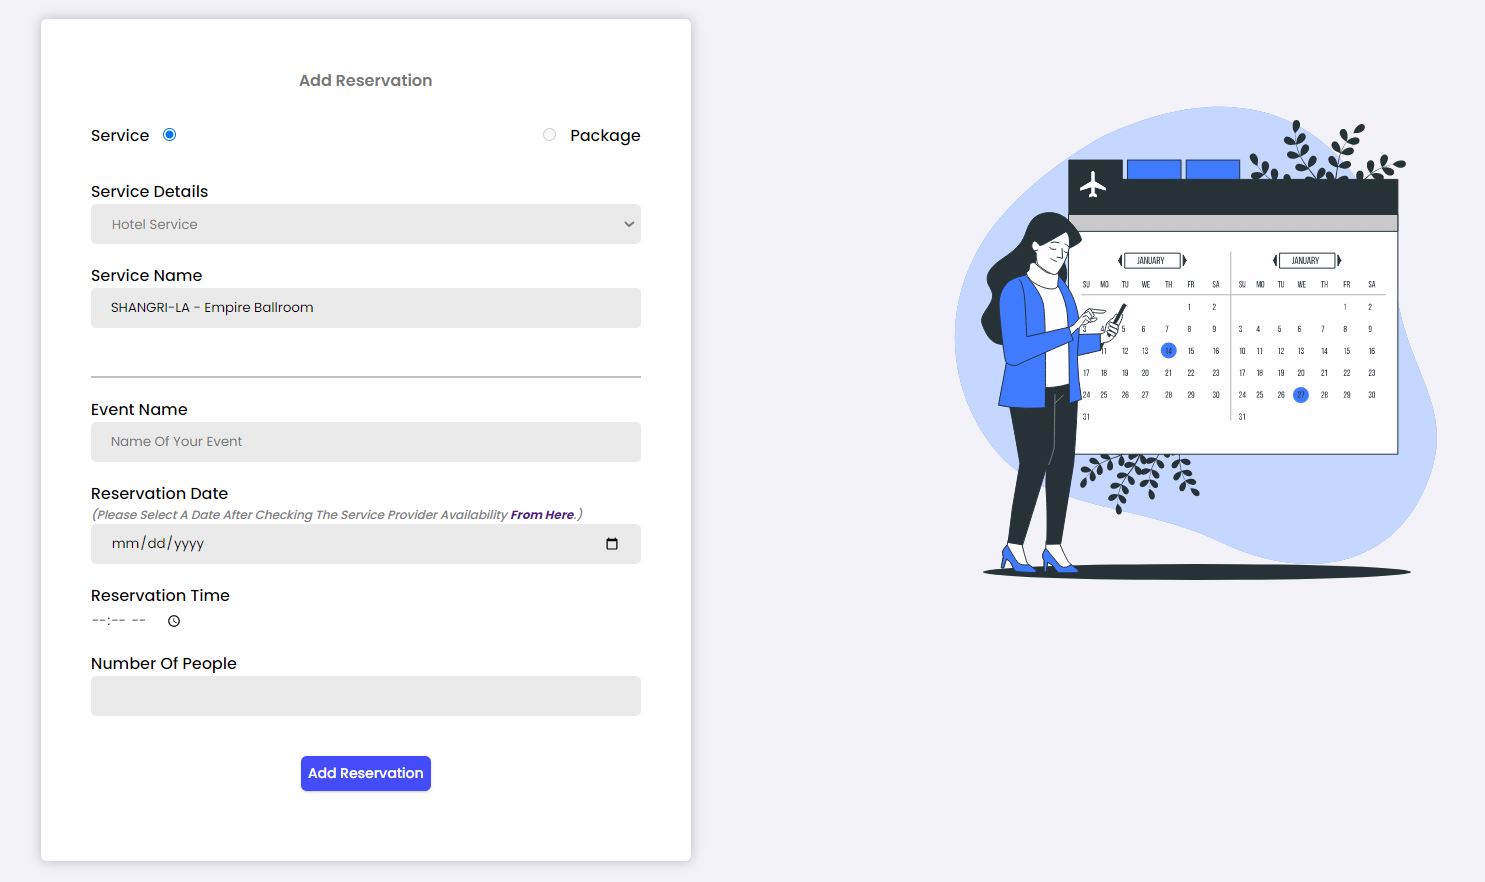 Add Reservation
Service
Package
Service Details
Hotel Service
Service Name
SHANGRI-LA - Empire Ballroom
Event Name
Name Of Your Event
Reservation Date
(Please Select A Date After Checking The Service Provider Availability From Here.)
mm/dd/yyyy
Reservation Time
--:-- --
Number Of People
Add Reservation
JANUARY JANUARY
SU MO TU WE TH FR SA SU MO TU WE TH FR SA
1 2 1 2
3 4 5 6 7 8 9 3 4 5 6 7 8 9
11 12 13 14 15 16 10 11 12 13 14 15 16
17 18 19 20 21 22 23 17 18 19 20 21 22 23
24 25 26 27 28 29 30 24 25 26 27 28 29 30
31 31